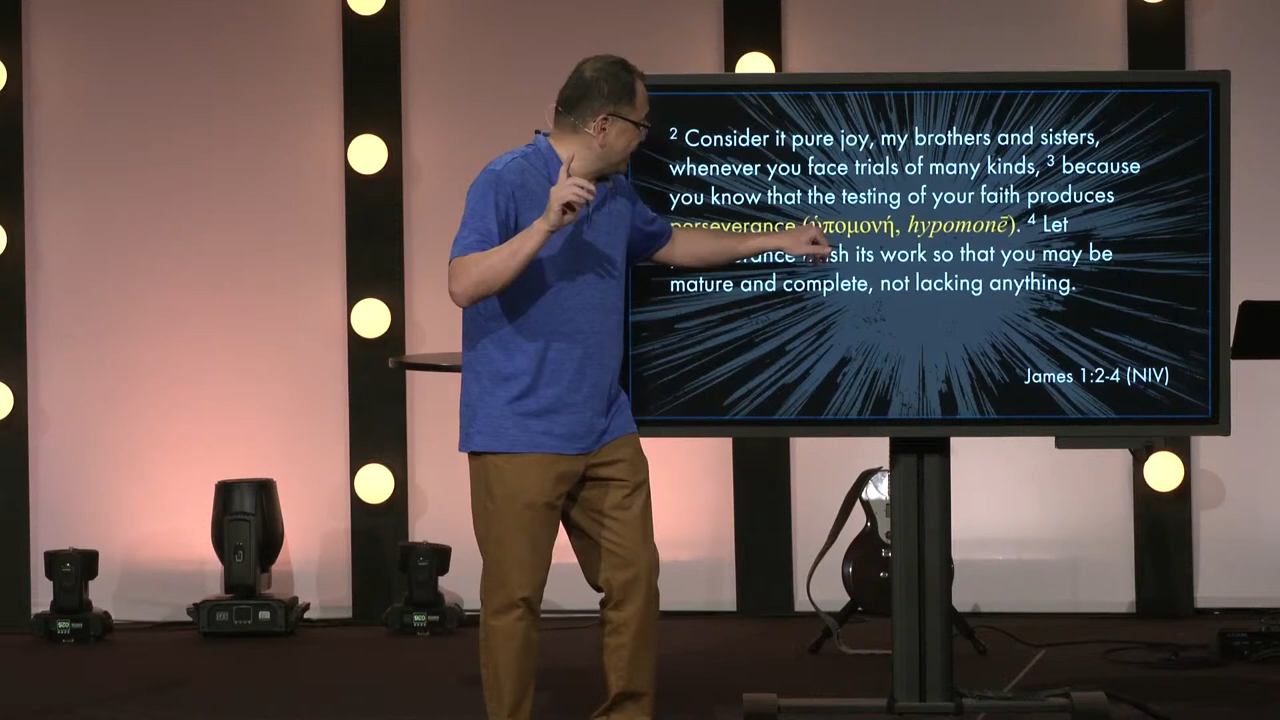 ² Consider it pure joy, my brothers and sisters,
whenever you face trials of many kinds, ³ because
you know that the testing of your faith produces
perseverance (ὑπομονή, hypomonē). ⁴ Let
its work so that you may be
mature and complete, not lacking anything.
James 1:2-4 (NIV)